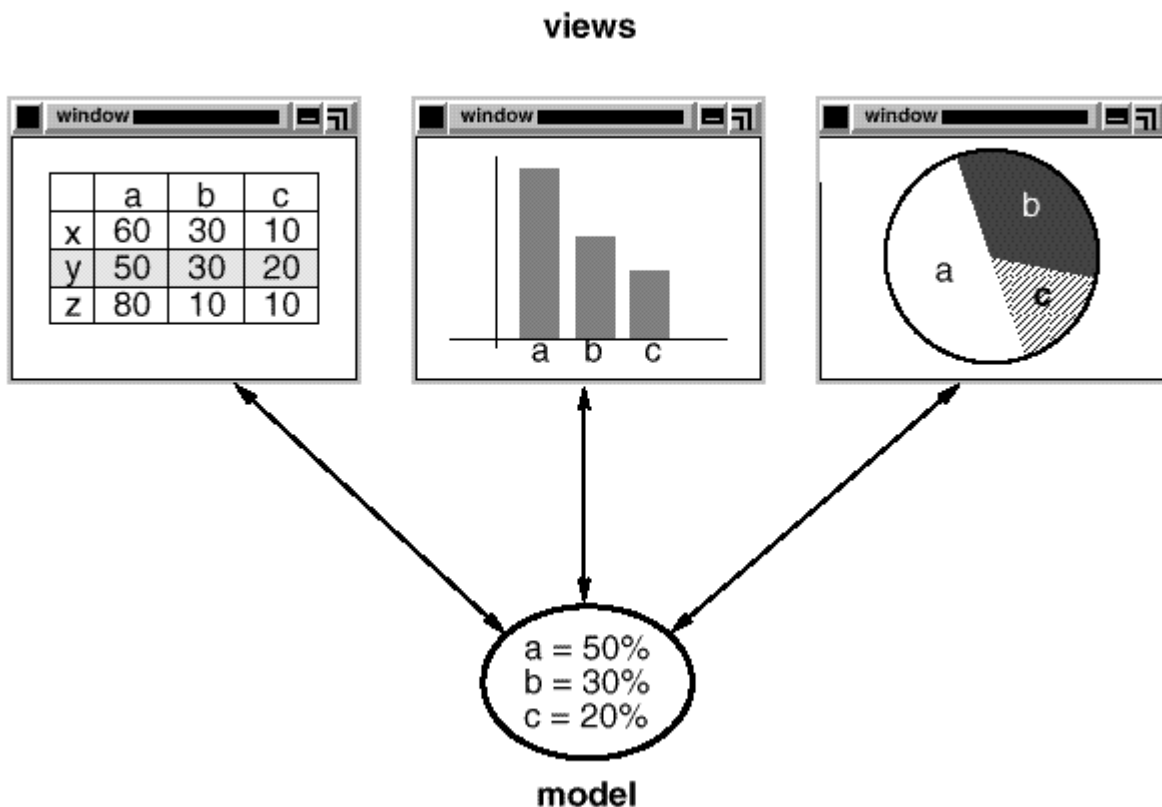 views
window
window
window
a b c
x 60 30 10
y 50 30 20
z 80 10 10
a b c
b
a
c
a = 50%
b = 30%
c = 20%
model